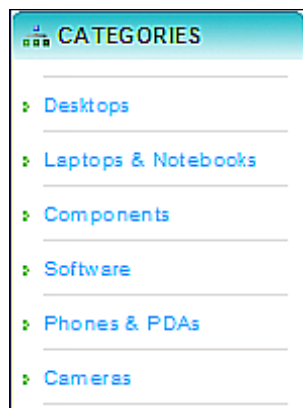 CATEGORIES
Desktops
Laptops & Notebooks
Components
Software
Phones & PDAs
Cameras